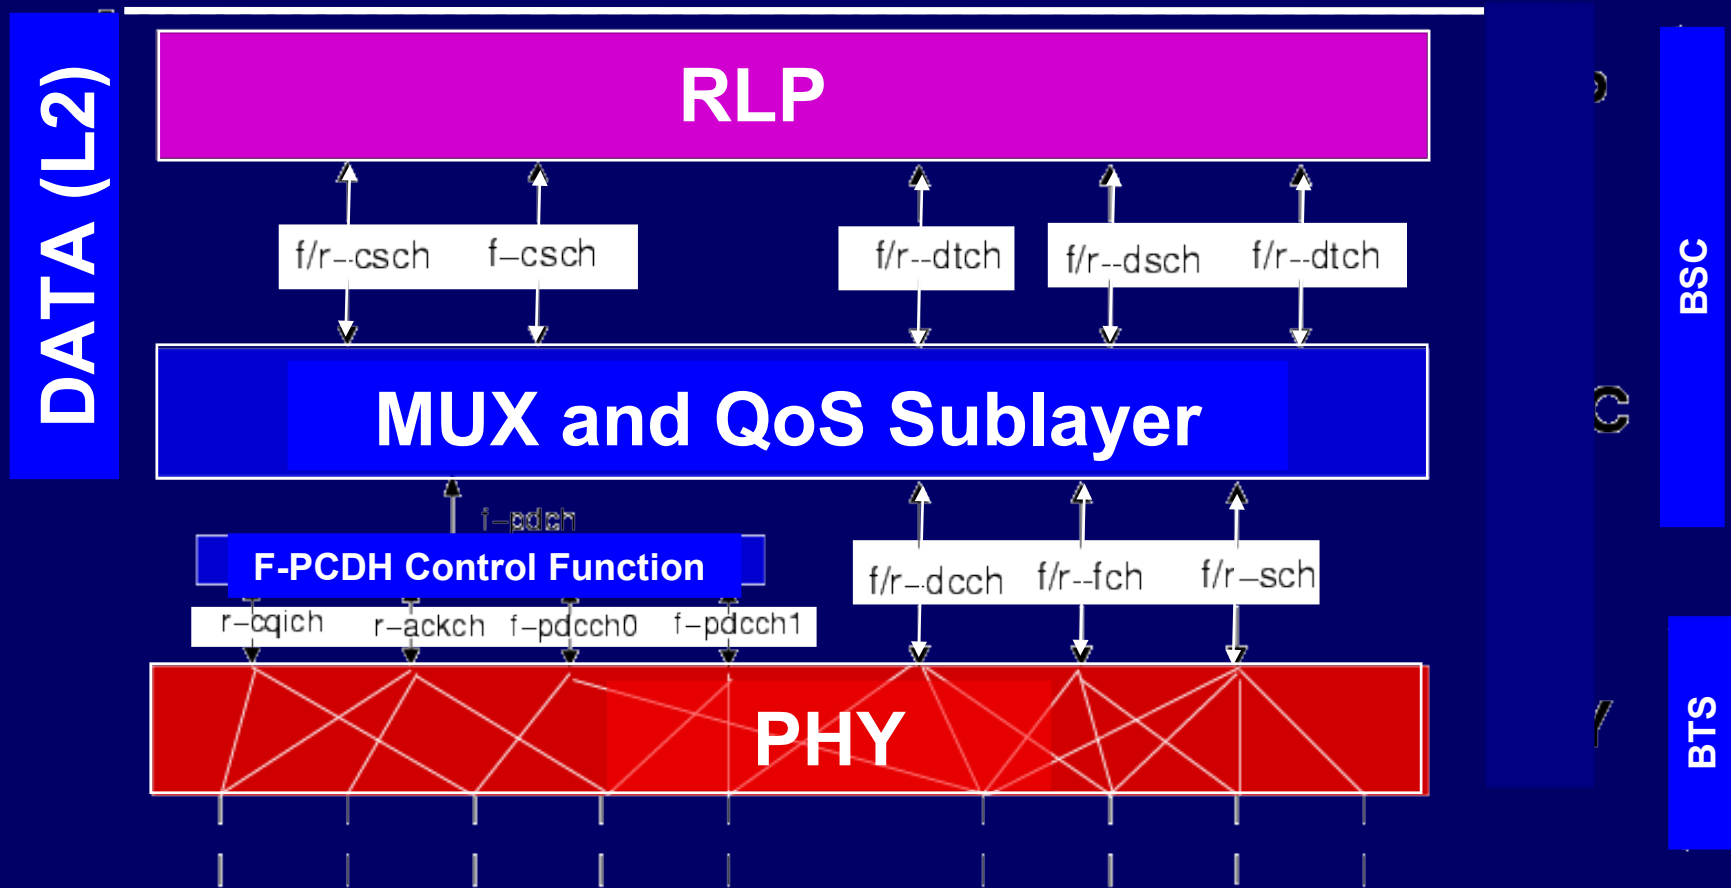 DATA (L2)
RLP
f/r--csch f-csch f/r--dtch f/r--dsch f/r--dtch
BSC
MUX and QoS Sublayer
C
f-pdch
F-PCDH Control Function
f/r-dcch f/r--fch f/r-sch
r-cqich r-ackch f-pdcch0 f-pdcch1
PHY
BTS